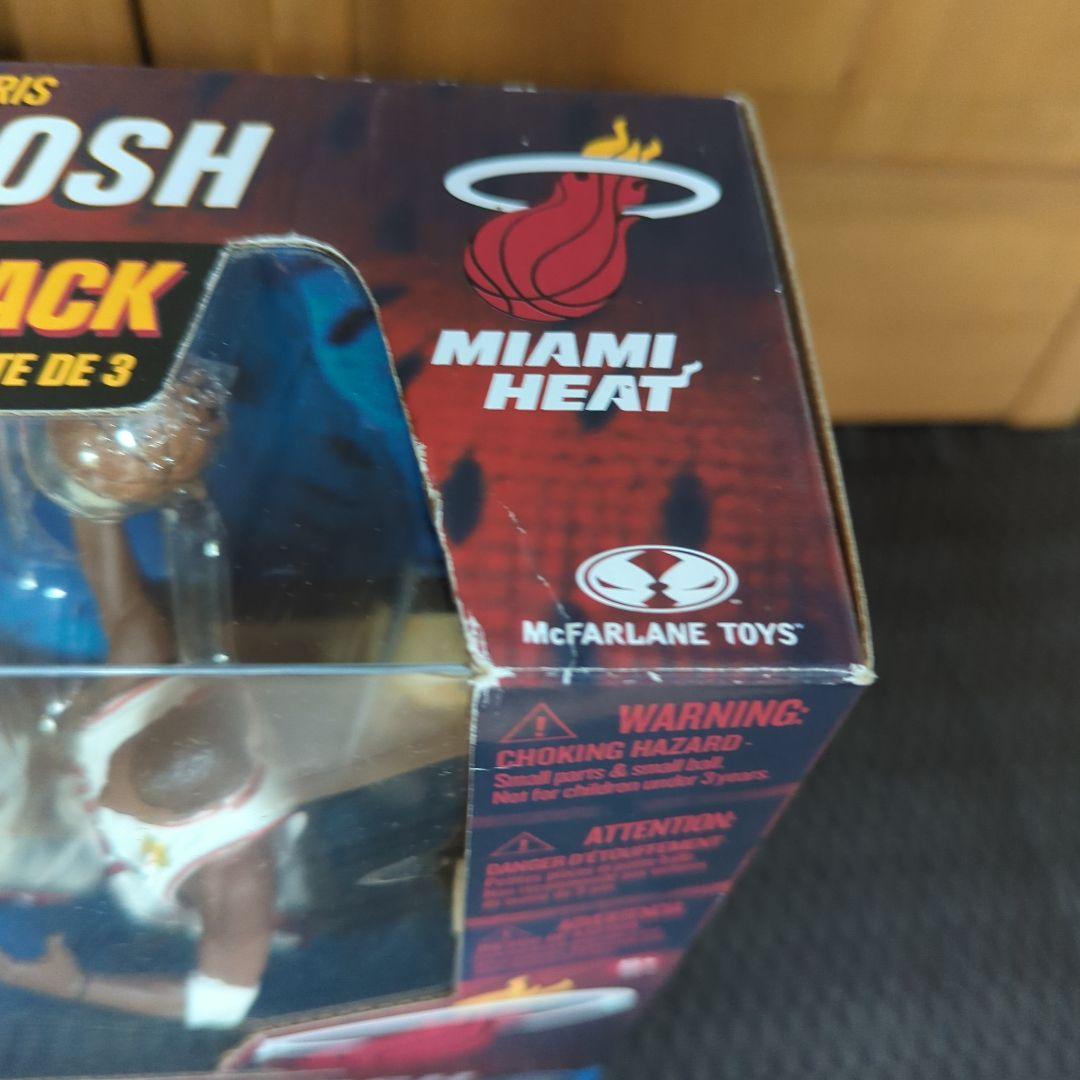 RIS
OSH
ACK
TE DE 3
MIAMI
HEAT
McFARLANE TOYS™
WARNING:
CHOKING HAZARD -
Small parts & small ball.
Not for children under 3 years.
ATTENTION:
DANGER D'ÉTOUFFEMENT